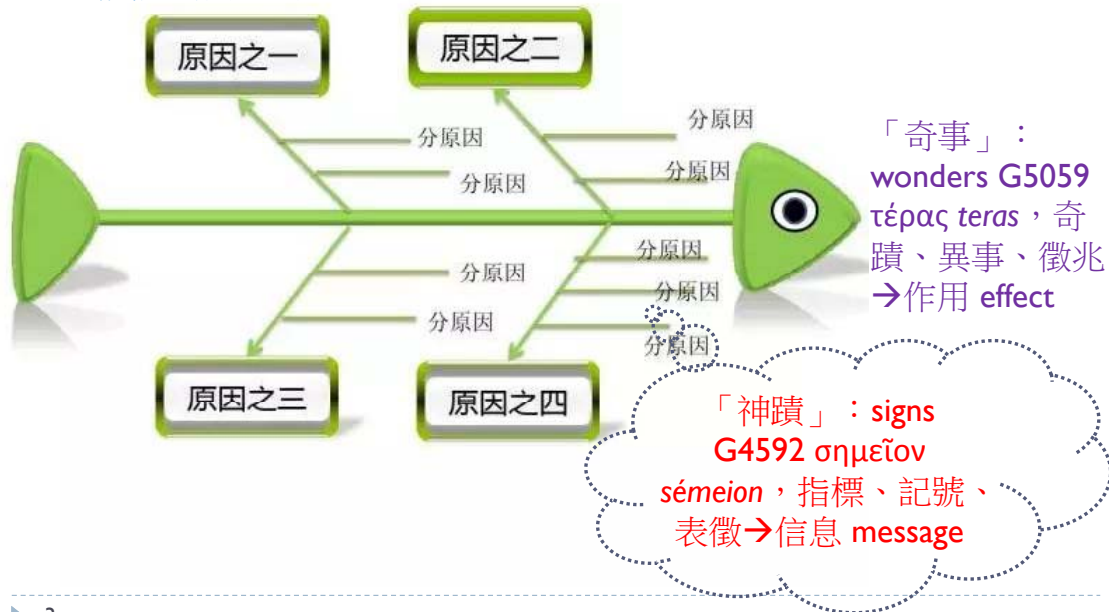 原因之一
原因之二
分原因
分原因
分原因
分原因
「奇事」：
wonders G5059
τέρας teras，奇
蹟、異事、徵兆
→作用 effect
分原因
分原因
分原因
分原因
分原因
原因之三
原因之四
「神蹟」：signs
G4592 σημεῖον
sémeion，指標、記號、
表徵→信息 message